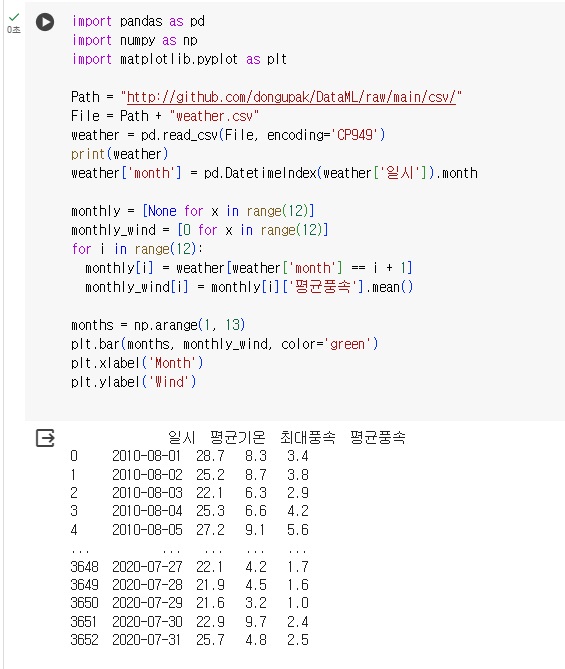 0초
import pandas as pd
import numpy as np
import matplotlib.pyplot as plt
Path = "http://github.com/dongupak/DataML/raw/main/csv/"
File = Path + "weather.csv"
weather = pd.read_csv(File, encoding='CP949')
print(weather)
weather['month'] = pd.DatetimeIndex(weather['일시']).month
monthly = [None for x in range(12)]
monthly_wind = [0 for x in range(12)]
for i in range(12):
  monthly[i] = weather[weather['month'] == i + 1]
  monthly_wind[i] = monthly[i]['평균풍속'].mean()
months = np.arange(1, 13)
plt.bar(months, monthly_wind, color='green')
plt.xlabel('Month')
plt.ylabel('Wind')
일시 평균기온 최대풍속 평균풍속
0 2010-08-01 28.7 8.3 3.4
1 2010-08-02 25.2 8.7 3.8
2 2010-08-03 22.1 6.3 2.9
3 2010-08-04 25.3 6.6 4.2
4 2010-08-05 27.2 9.1 5.6
... ... ... ... ...
3648 2020-07-27 22.1 4.2 1.7
3649 2020-07-28 21.9 4.5 1.6
3650 2020-07-29 21.6 3.2 1.0
3651 2020-07-30 22.9 9.7 2.4
3652 2020-07-31 25.7 4.8 2.5